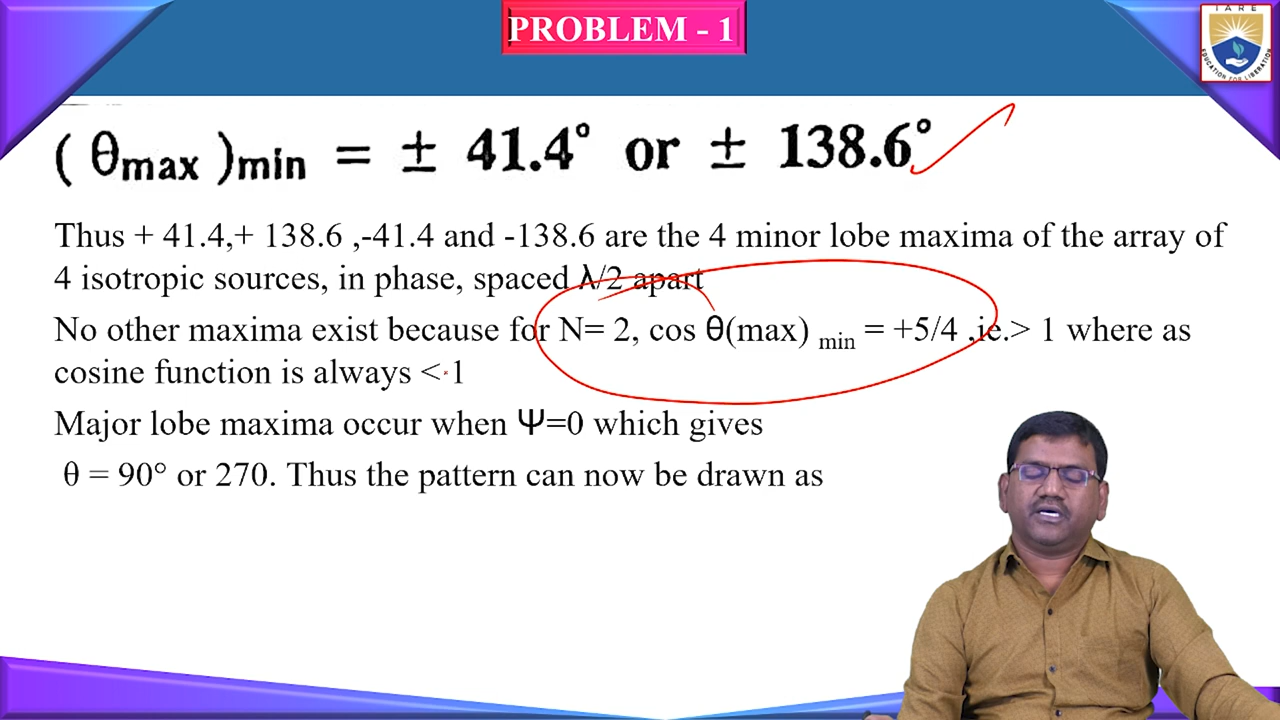 PROBLEM - 1
IARE
EDUCATION FOR LIBERATION
( θmax )min = ± 41.4° or ± 138.6°
Thus + 41.4,+ 138.6 ,-41.4 and -138.6 are the 4 minor lobe maxima of the array of
4 isotropic sources, in phase, spaced λ/2 apart
No other maxima exist because for N= 2, cos θ(max) min = +5/4 ,ie.> 1 where as
cosine function is always < 1
Major lobe maxima occur when Ψ=0 which gives
θ = 90° or 270. Thus the pattern can now be drawn as